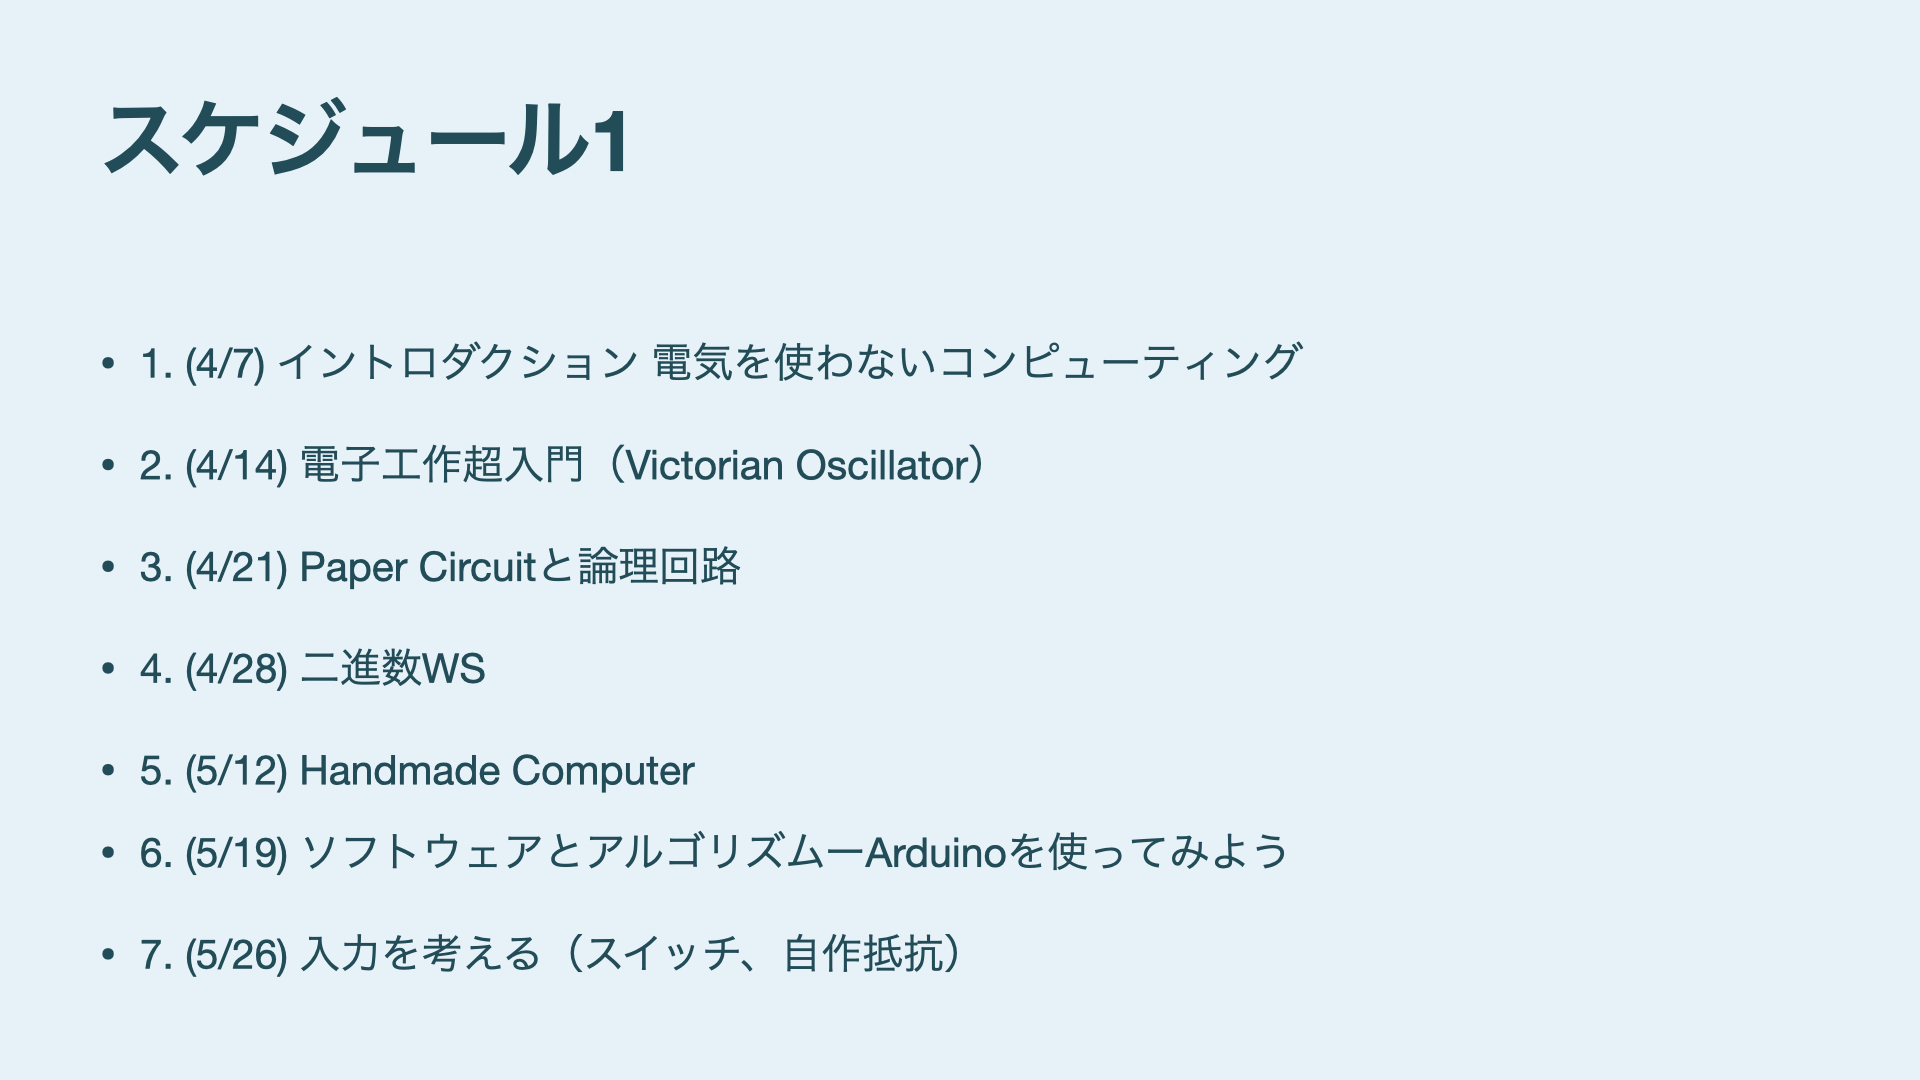 スケジュール1
• 1. (4/7) イントロダクション 電気を使わないコンピューティング
• 2. (4/14) 電子工作超入門（Victorian Oscillator）
• 3. (4/21) Paper Circuitと論理回路
• 4. (4/28) 二進数WS
• 5. (5/12) Handmade Computer
• 6. (5/19) ソフトウェアとアルゴリズムーArduinoを使ってみよう
• 7. (5/26) 入力を考える（スイッチ、自作抵抗）